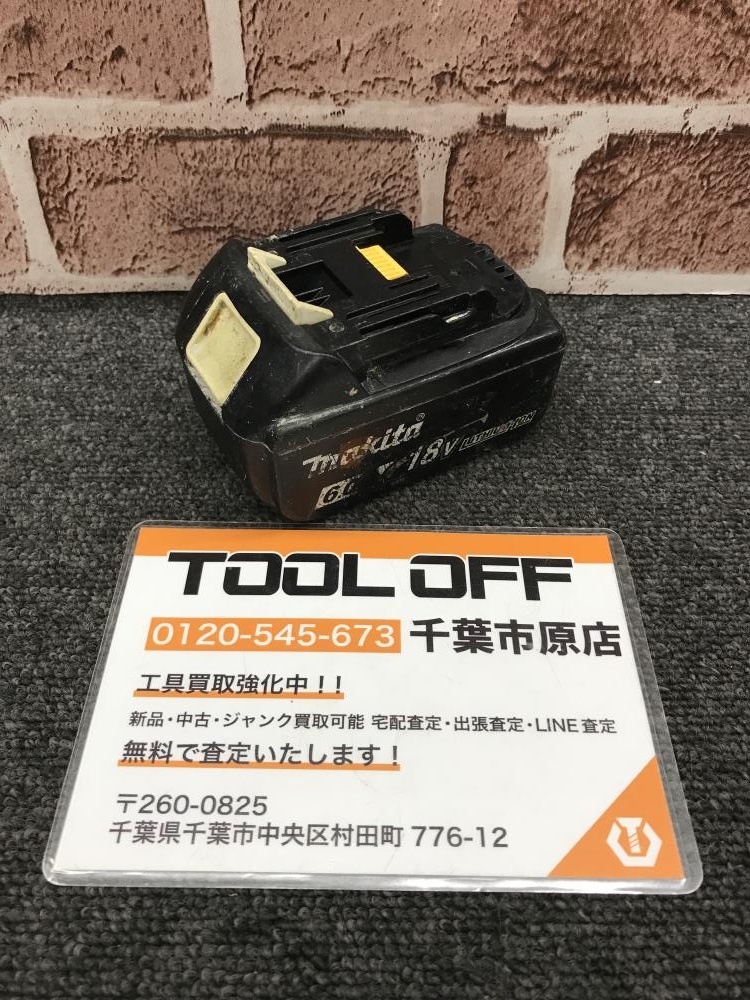 makita®
18V LITHIUM-ION
TOOL OFF
0120-545-673 千葉市原店
工具買取強化中！！
新品・中古・ジャンク買取可能 宅配査定・出張査定・LINE査定
無料で査定いたします！
〒260-0825
千葉県千葉市中央区村田町 776-12